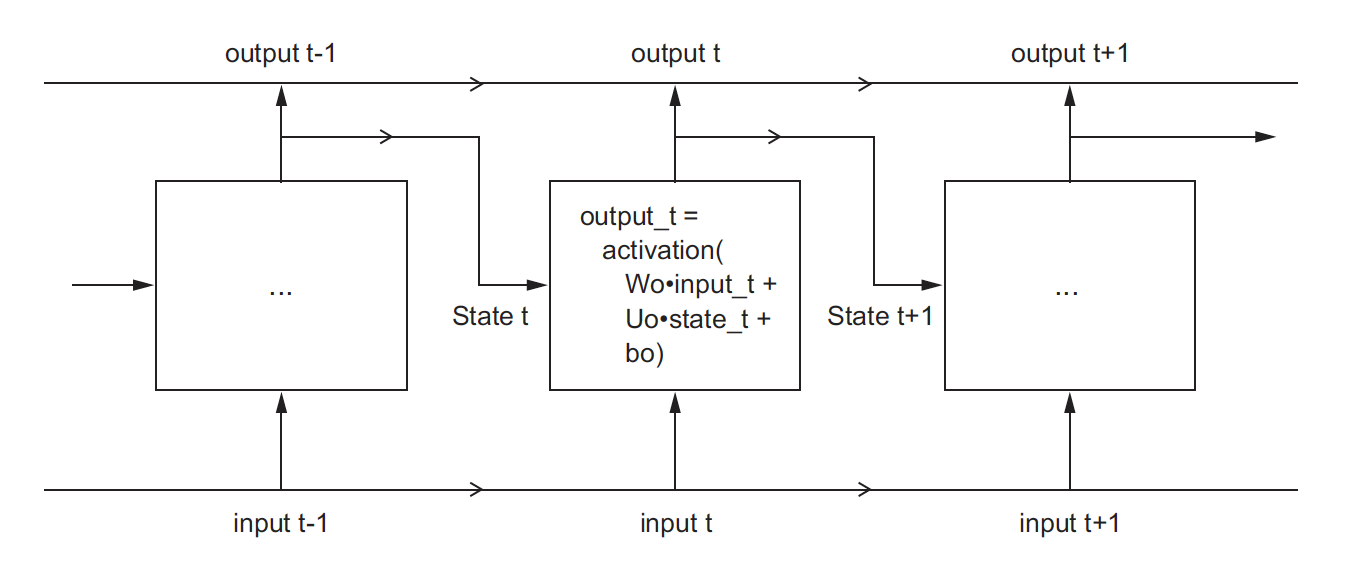 output t-1
output t
output t+1
output_t =
activation(
Wo•input_t +
Uo•state_t +
bo)
...
...
State t
State t+1
input t-1
input t
input t+1